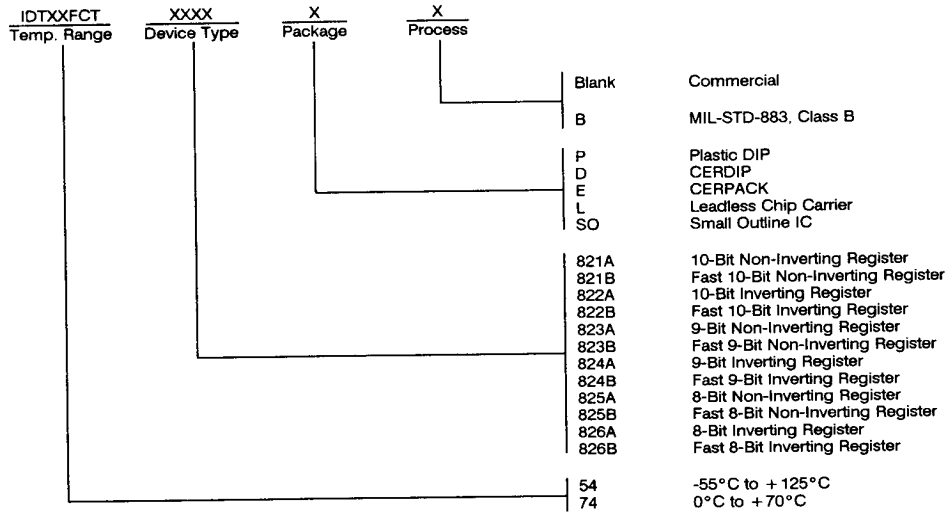 IDTXXFCT XXXX X X
Temp. Range Device Type Package Process
Blank Commercial
B MIL-STD-883, Class B
P Plastic DIP
D CERDIP
E CERPACK
L Leadless Chip Carrier
SO Small Outline IC
821A 10-Bit Non-Inverting Register
821B Fast 10-Bit Non-Inverting Register
822A 10-Bit Inverting Register
822B Fast 10-Bit Inverting Register
823A 9-Bit Non-Inverting Register
823B Fast 9-Bit Non-Inverting Register
824A 9-Bit Inverting Register
824B Fast 9-Bit Inverting Register
825A 8-Bit Non-Inverting Register
825B Fast 8-Bit Non-Inverting Register
826A 8-Bit Inverting Register
826B Fast 8-Bit Inverting Register
54 -55°C to +125°C
74 0°C to +70°C